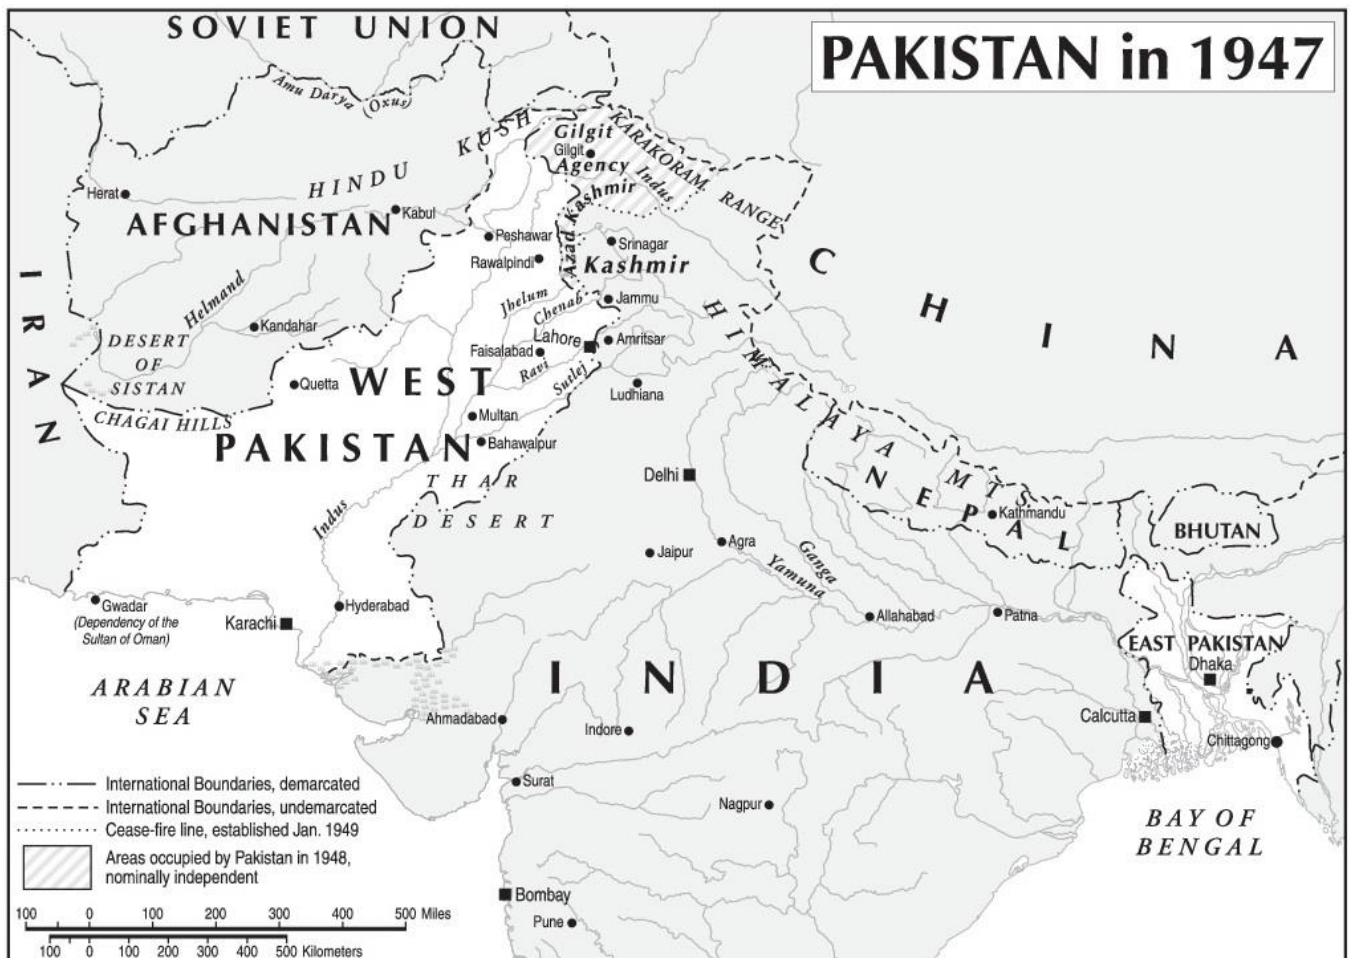 SOVIET UNION
PAKISTAN in 1947
Amu Darya (Oxus)
HINDU KUSH
Gilgit
Gilgit
Agency
KARAKORAM
RANGE
Indus
Azad Kashmir
Herat
Kabul
AFGHANISTAN
Peshawar
Rawalpindi
Srinagar
Kashmir
IRAN
CHINA
Helmand
Kandahar
Jhelum
Chenab
Jammu
Lahore
Amritsar
DESERT
OF
SISTAN
Faisalabad
Ravi
Sutlej
Ludhiana
HIMALAYA MTS.
Quetta
WEST
PAKISTAN
CHAGAI HILLS
Multan
Bahawalpur
THAR
DESERT
Delhi
NEPAL
Kathmandu
BHUTAN
Indus
Jaipur
Agra
Ganga
Yamuna
Gwadar
(Dependency of the
Sultan of Oman)
Karachi
Hyderabad
Allahabad
Patna
EAST PAKISTAN
Dhaka
INDIA
ARABIAN
SEA
Ahmadabad
Indore
Calcutta
Chittagong
Surat
Nagpur
BAY OF
BENGAL
International Boundaries, demarcated
International Boundaries, undemarcated
Cease-fire line, established Jan. 1949
Areas occupied by Pakistan in 1948,
nominally independent
Bombay
Pune
100 0 100 200 300 400 500 Miles
100 0 100 200 300 400 500 Kilometers